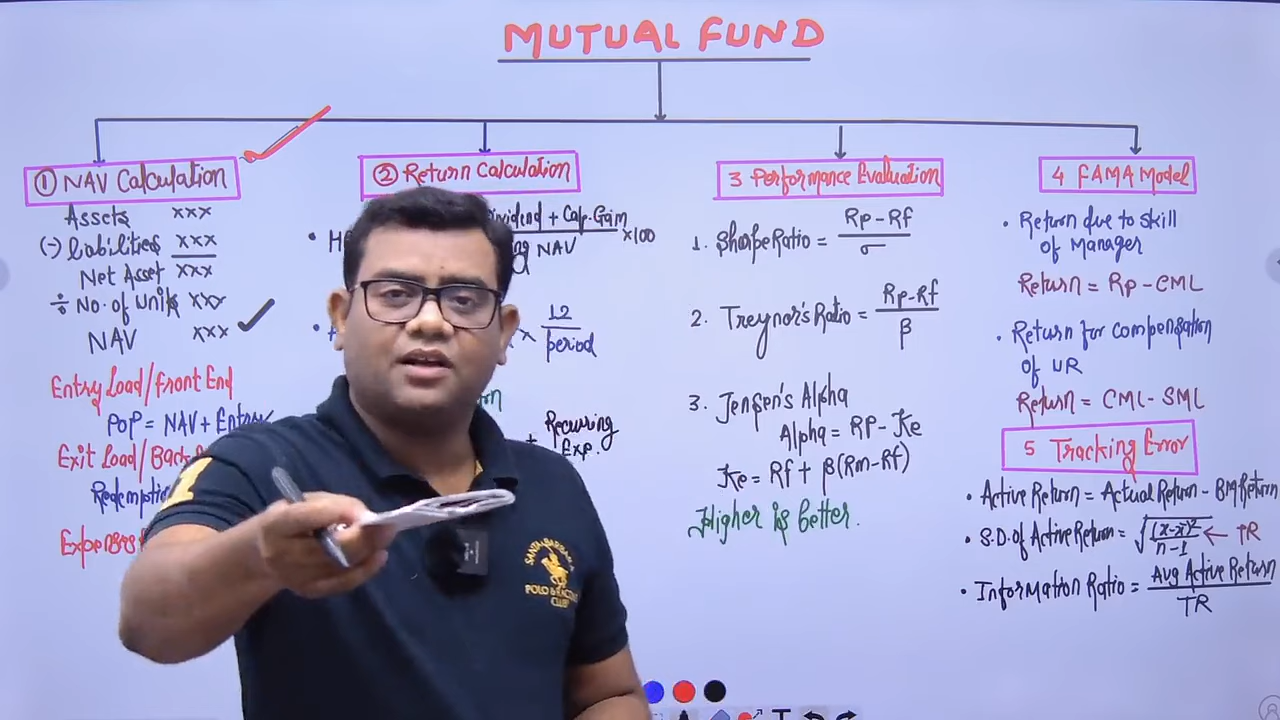 MUTUAL FUND
① NAV Calculation
Assets xxx
(-) liabilities xxx
Net Asset xxx
÷ No. of Units xxx
NAV xxx
Entry Load/Front End
POP = NAV + Entry
Exit Load/Back
Expenses
② Return Calculation
Dividend + Cap. Gain
NAV
×100
× 12
period
+ Recurring
Exp.
3 Performance Evaluation
1. Sharpe Ratio = Rp - Rf
σ
2. Treynor's Ratio = Rp - Rf
β
3. Jensen's Alpha
Alpha = Rp - Ke
Ke = Rf + β(Rm - Rf)
Higher is better.
4 FAMA Model
• Return due to skill
of Manager
Return = Rp - CML
• Return for compensation
of UR
Return = CML - SML
5 Tracking Error
• Active Return = Actual Return - BM Return
• S.D. of Active Return = √(x-x̄)² ← TR
n-1
• Information Ratio = Avg Active Return
TR
SANTA BARBARA
POLO & RACQUET
CLUB
1
T